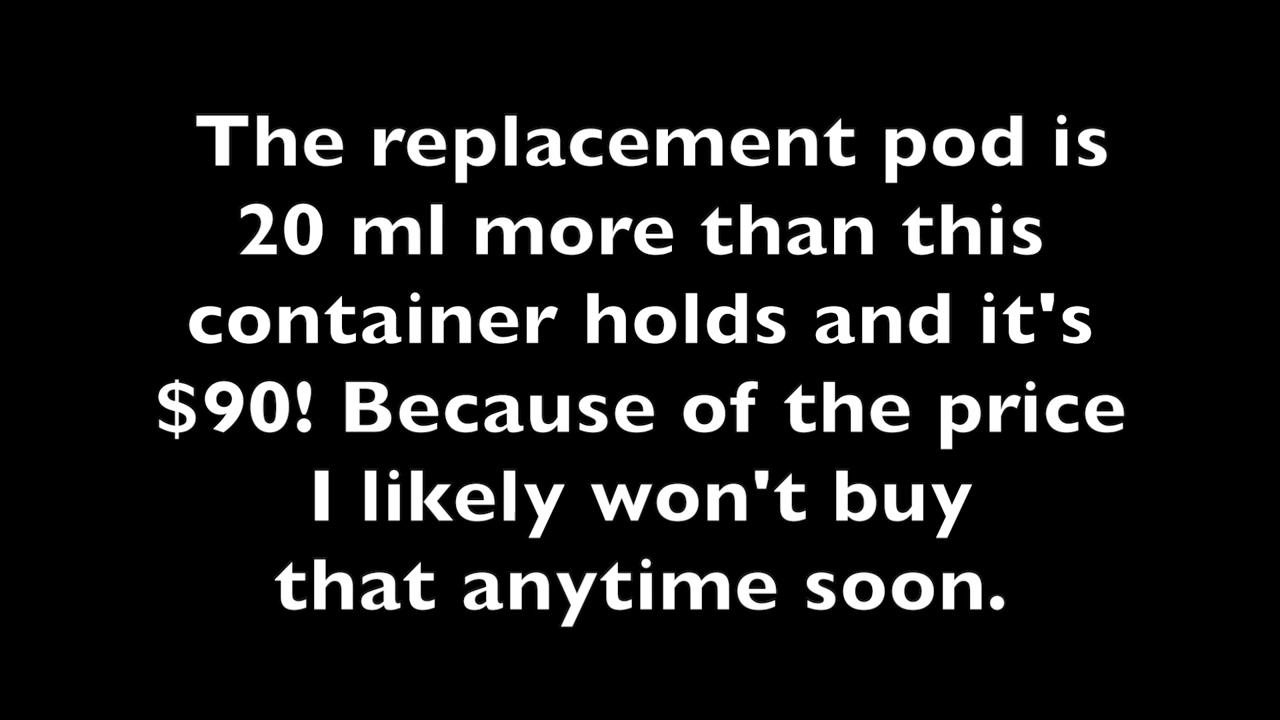 The replacement pod is
20 ml more than this
container holds and it's
$90! Because of the price
I likely won't buy
that anytime soon.